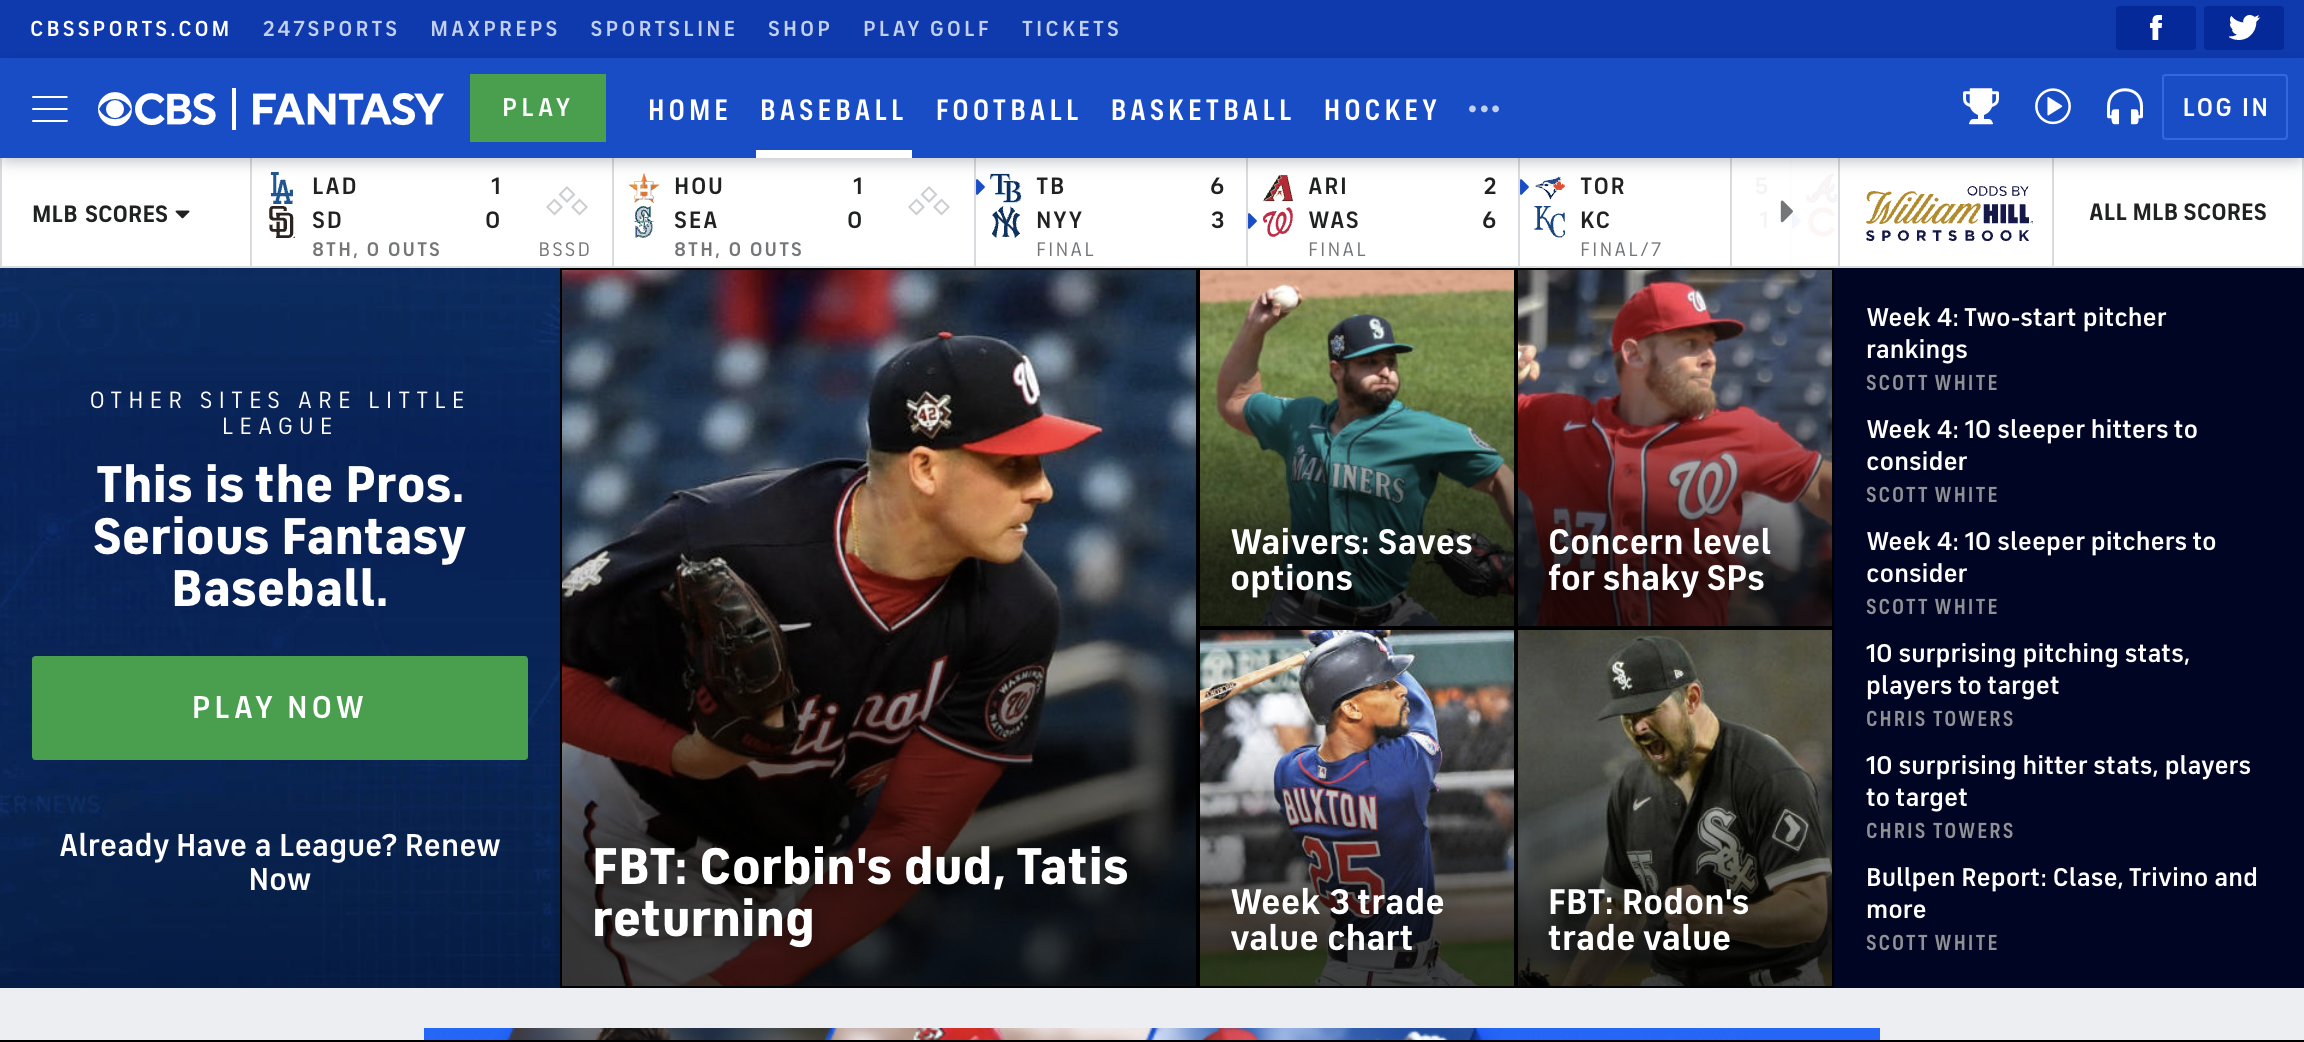 CBSSPORTS.COM 247SPORTS MAXPREPS SPORTSLINE SHOP PLAY GOLF TICKETS
CBS | FANTASY PLAY HOME BASEBALL FOOTBALL BASKETBALL HOCKEY ••• LOG IN
MLB SCORES
LAD 1
SD 0
8TH, 0 OUTS BSSD
HOU 1
SEA 0
8TH, 0 OUTS
TB 6
NYY 3
FINAL
ARI 2
WAS 6
FINAL
TOR
KC
FINAL/7
5
1
ODDS BY
William HILL
SPORTSBOOK
ALL MLB SCORES
OTHER SITES ARE LITTLE
LEAGUE
This is the Pros.
Serious Fantasy
Baseball.
PLAY NOW
Already Have a League? Renew
Now
42
FBT: Corbin's dud, Tatis
returning
MARINERS
Waivers: Saves
options
Concern level
for shaky SPs
BUXTON
25
Week 3 trade
value chart
Sox
FBT: Rodon's
trade value
Week 4: Two-start pitcher
rankings
SCOTT WHITE
Week 4: 10 sleeper hitters to
consider
SCOTT WHITE
Week 4: 10 sleeper pitchers to
consider
SCOTT WHITE
10 surprising pitching stats,
players to target
CHRIS TOWERS
10 surprising hitter stats, players
to target
CHRIS TOWERS
Bullpen Report: Clase, Trivino and
more
SCOTT WHITE